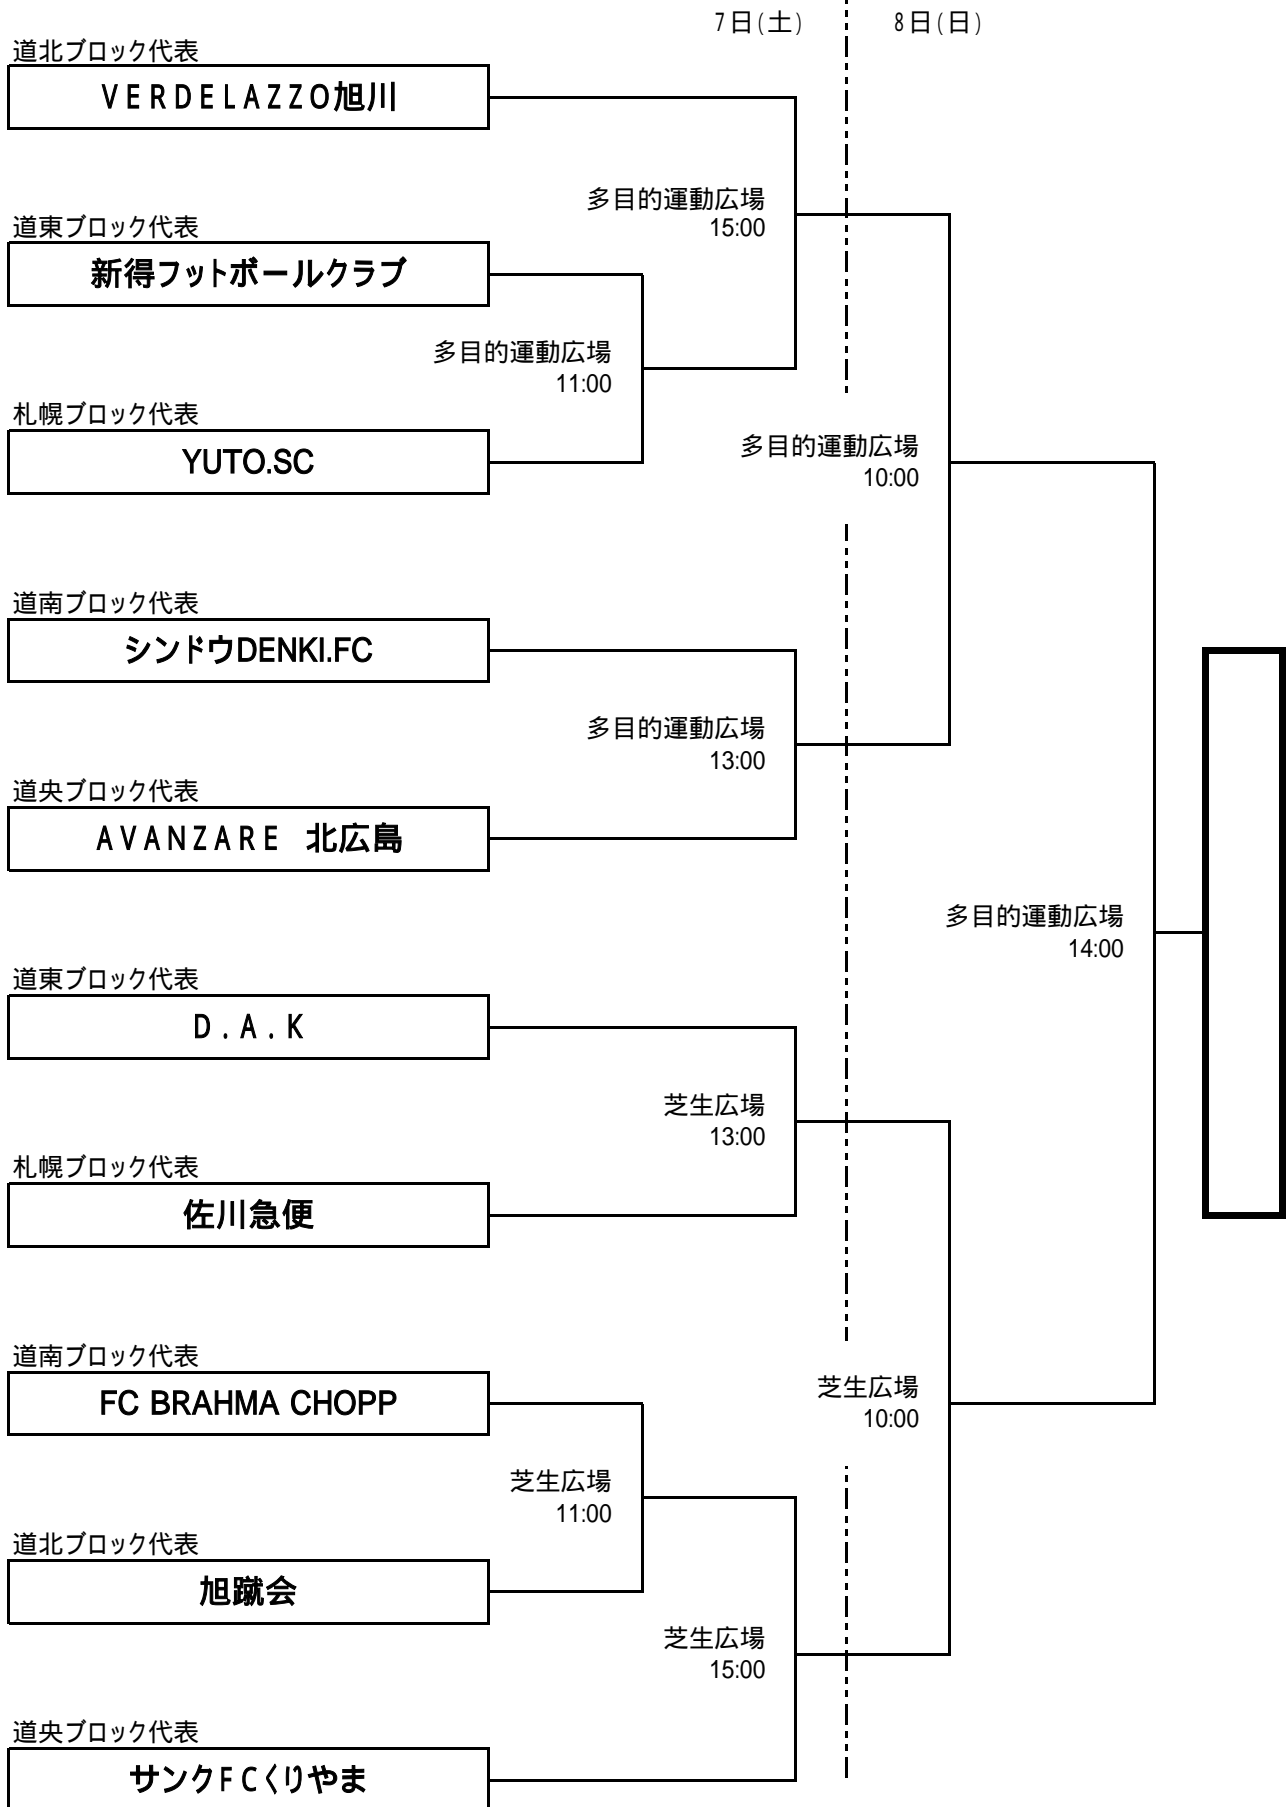 7日(土)
8日(日)
道北ブロック代表
ＶＥＲＤＥＬＡＺＺＯ旭川
多目的運動広場
15:00
道東ブロック代表
新得フットボールクラブ
多目的運動広場
11:00
札幌ブロック代表
YUTO.SC
多目的運動広場
10:00
道南ブロック代表
シンドウDENKI.FC
多目的運動広場
13:00
道央ブロック代表
ＡＶＡＮＺＡＲＥ　北広島
多目的運動広場
14:00
道東ブロック代表
Ｄ．Ａ．Ｋ
芝生広場
13:00
札幌ブロック代表
佐川急便
道南ブロック代表
FC BRAHMA CHOPP
芝生広場
10:00
芝生広場
11:00
道北ブロック代表
旭蹴会
芝生広場
15:00
道央ブロック代表
サンクＦＣくりやま